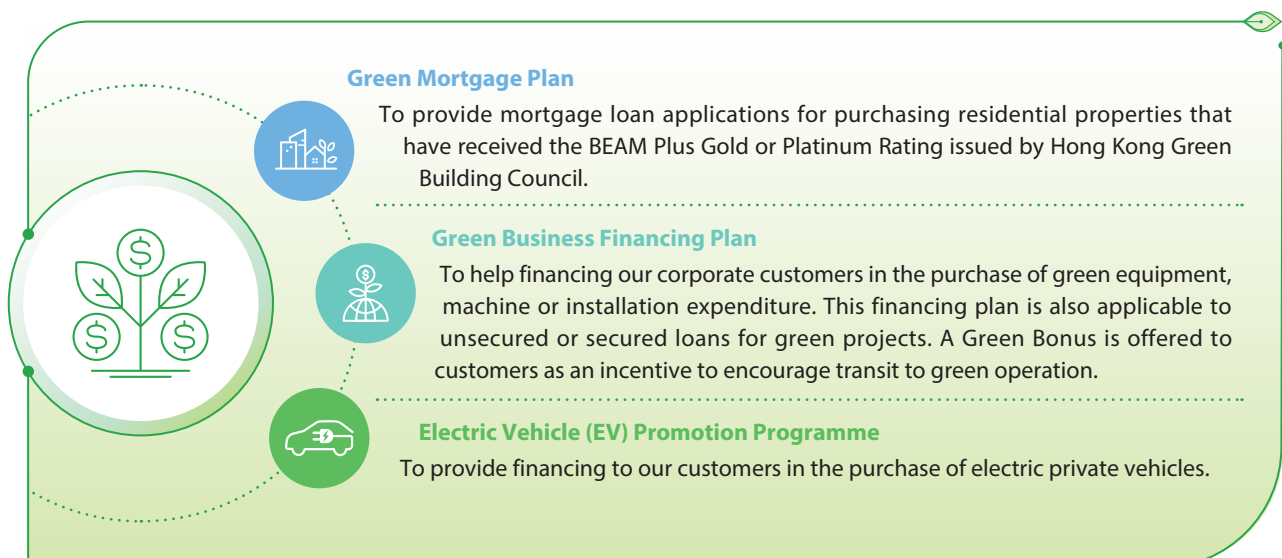 Green Mortgage Plan
To provide mortgage loan applications for purchasing residential properties that
have received the BEAM Plus Gold or Platinum Rating issued by Hong Kong Green
Building Council.
Green Business Financing Plan
To help financing our corporate customers in the purchase of green equipment,
machine or installation expenditure. This financing plan is also applicable to
unsecured or secured loans for green projects. A Green Bonus is offered to
customers as an incentive to encourage transit to green operation.
Electric Vehicle (EV) Promotion Programme
To provide financing to our customers in the purchase of electric private vehicles.